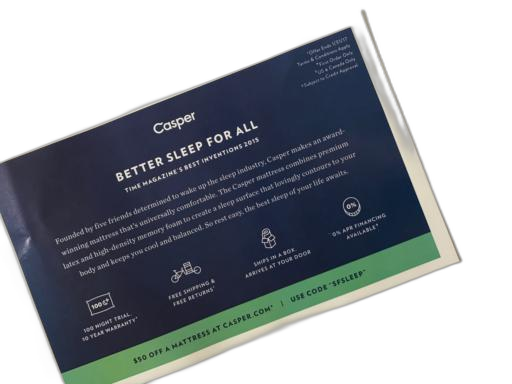 *Offer Ends 1/31/17
Terms & Conditions Apply
*First Order Only
*US & Canada Only
*Subject to Credit Approval
Casper
BETTER SLEEP FOR ALL
TIME MAGAZINE'S BEST INVENTIONS 2015
Founded by five friends determined to wake up the sleep industry, Casper makes an award-
winning mattress that's universally comfortable. The Casper mattress combines premium
latex and high-density memory foam to create a sleep surface that lovingly contours to your
body and keeps you cool and balanced. So rest easy, the best sleep of your life awaits.
100
100 NIGHT TRIAL,
10 YEAR WARRANTY*
FREE SHIPPING &
FREE RETURNS*
SHIPS IN A BOX,
ARRIVES AT YOUR DOOR
0%
0% APR FINANCING
AVAILABLE*
$50 OFF A MATTRESS AT CASPER.COM* | USE CODE "SFSLEEP"